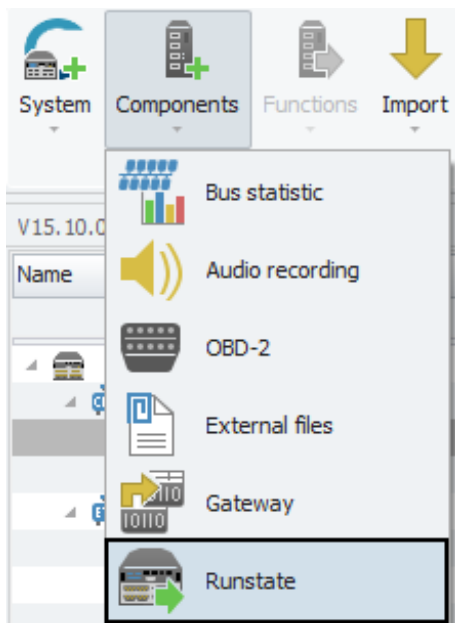 System Components Functions Import
Bus statistic
V15.10.0
Audio recording
Name
OBD-2
External files
Gateway
Runstate